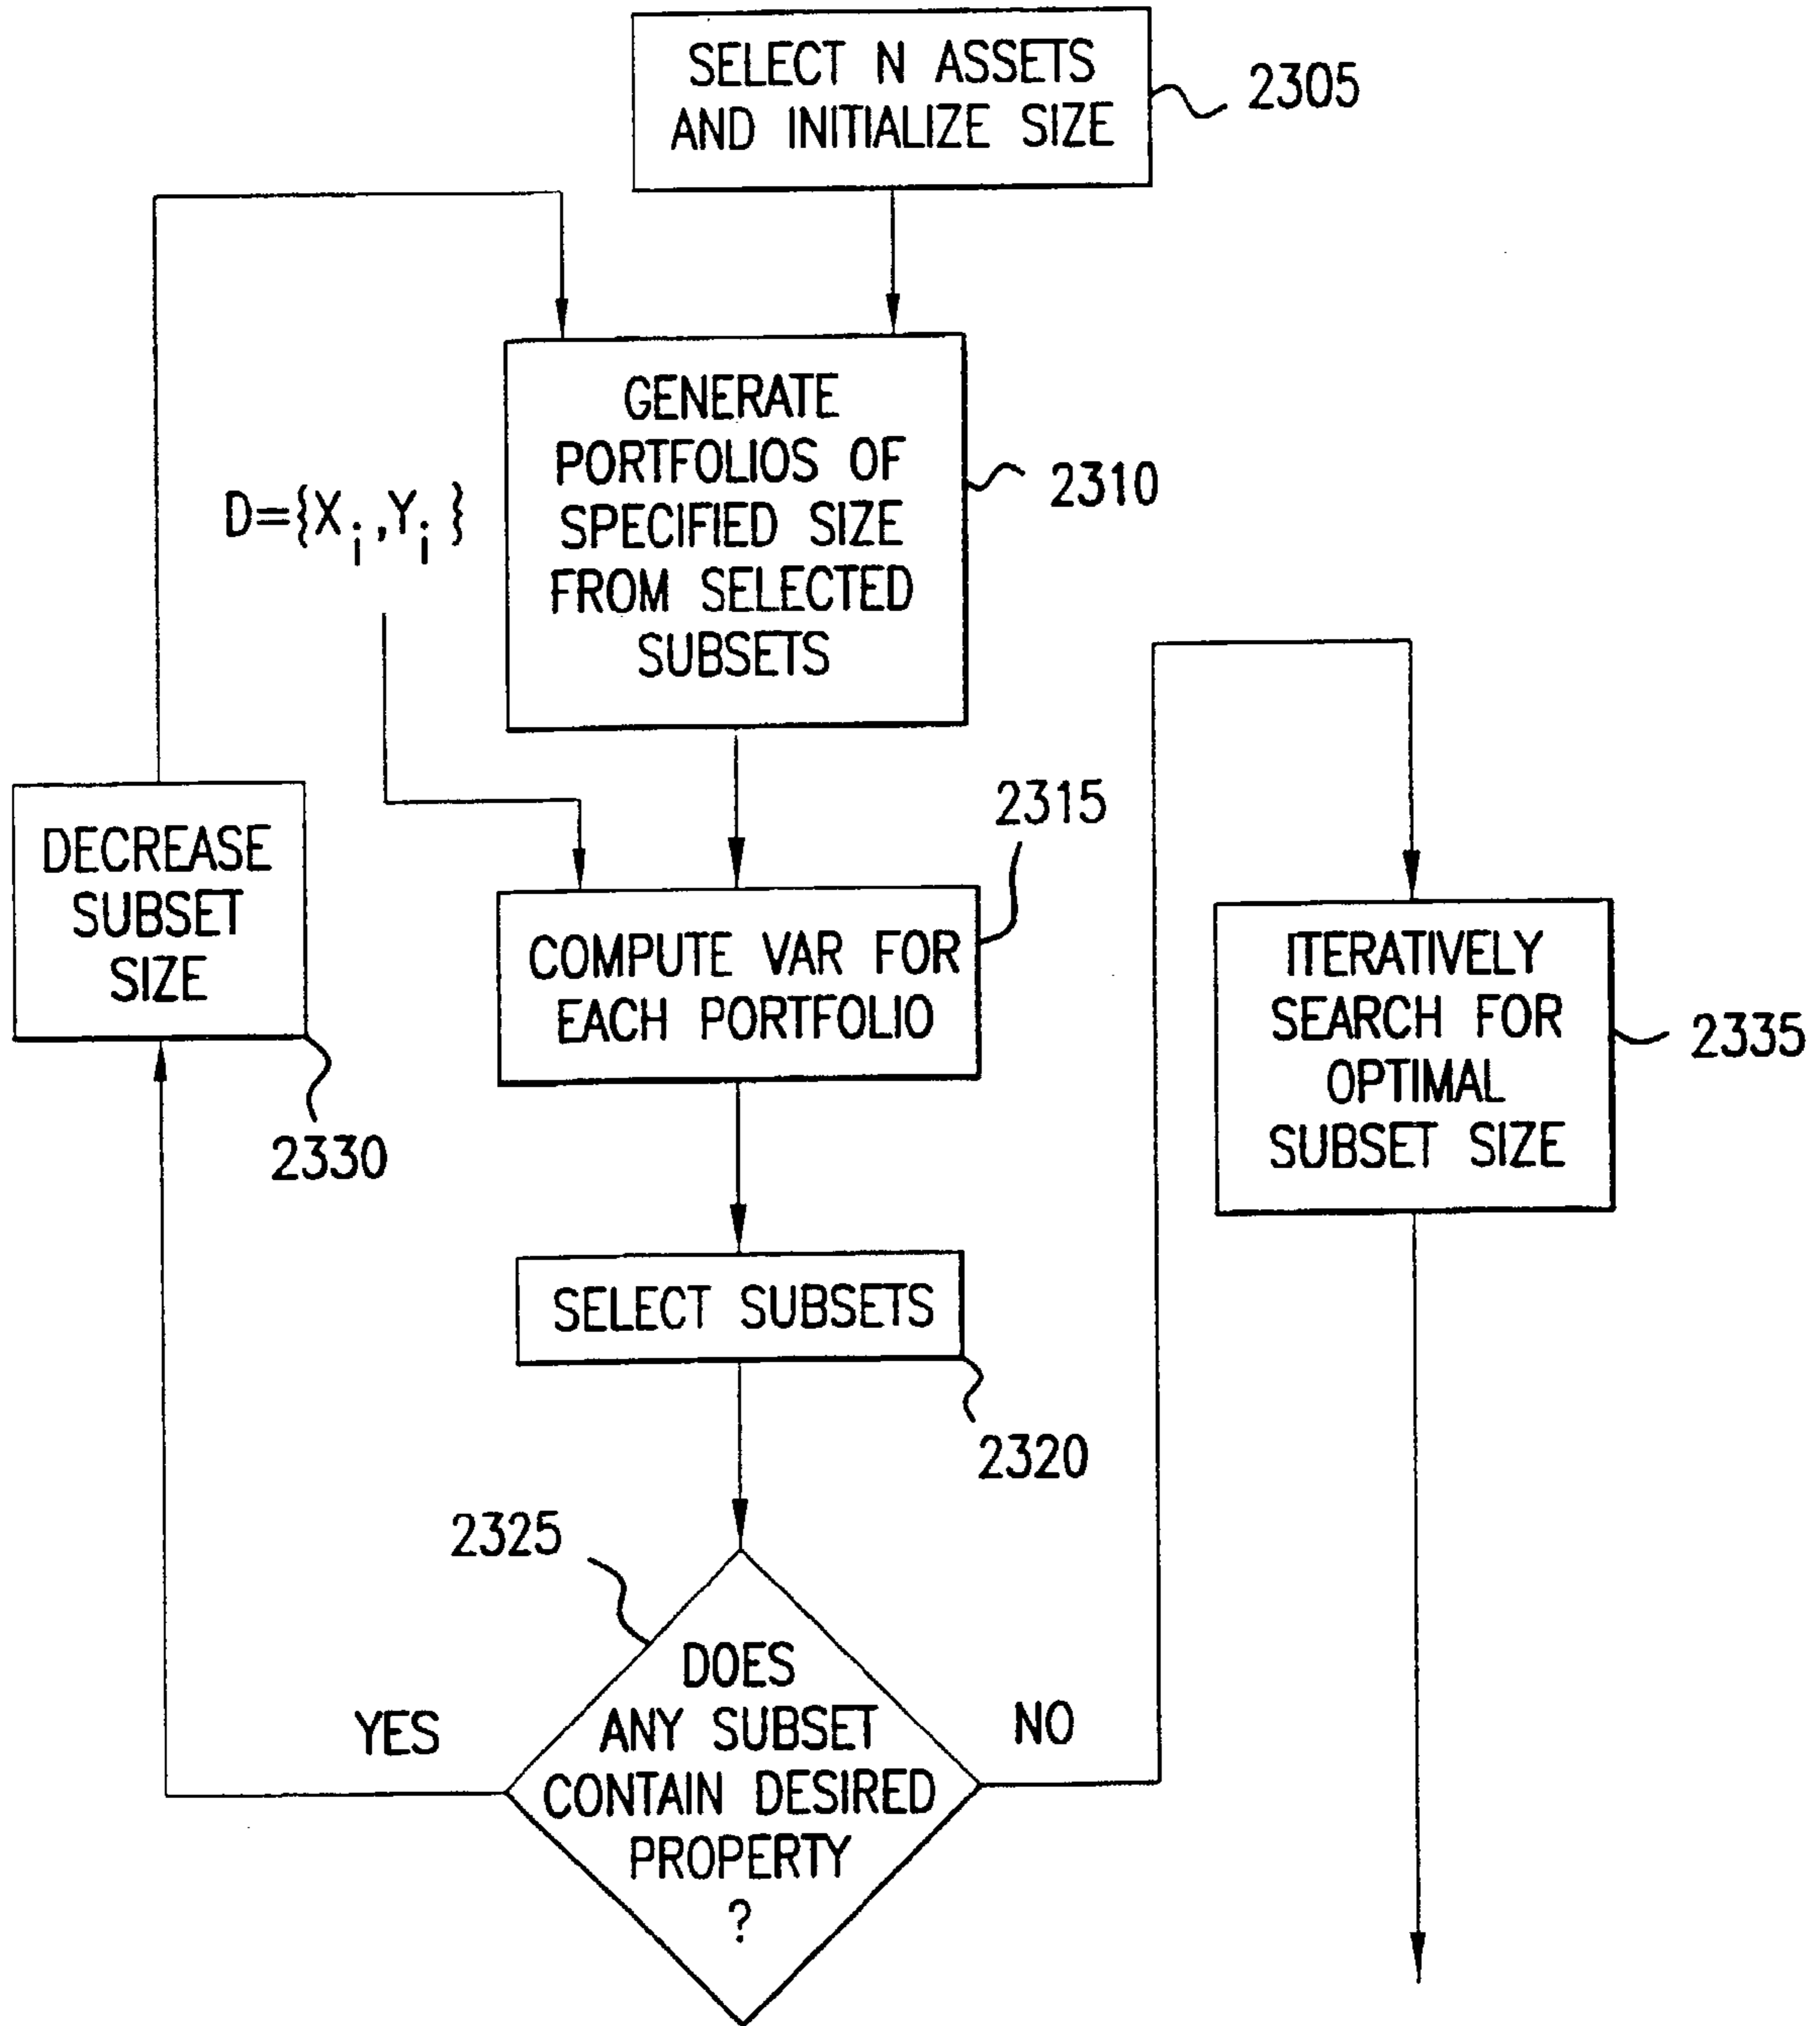 SELECT N ASSETS
AND INITIALIZE SIZE
2305
GENERATE
PORTFOLIOS OF
SPECIFIED SIZE
FROM SELECTED
SUBSETS
2310
D={X_i,Y_i}
DECREASE
SUBSET
SIZE
2330
2315
COMPUTE VAR FOR
EACH PORTFOLIO
ITERATIVELY
SEARCH FOR
OPTIMAL
SUBSET SIZE
2335
SELECT SUBSETS
2320
2325
DOES
ANY SUBSET
CONTAIN DESIRED
PROPERTY
?
YES
NO